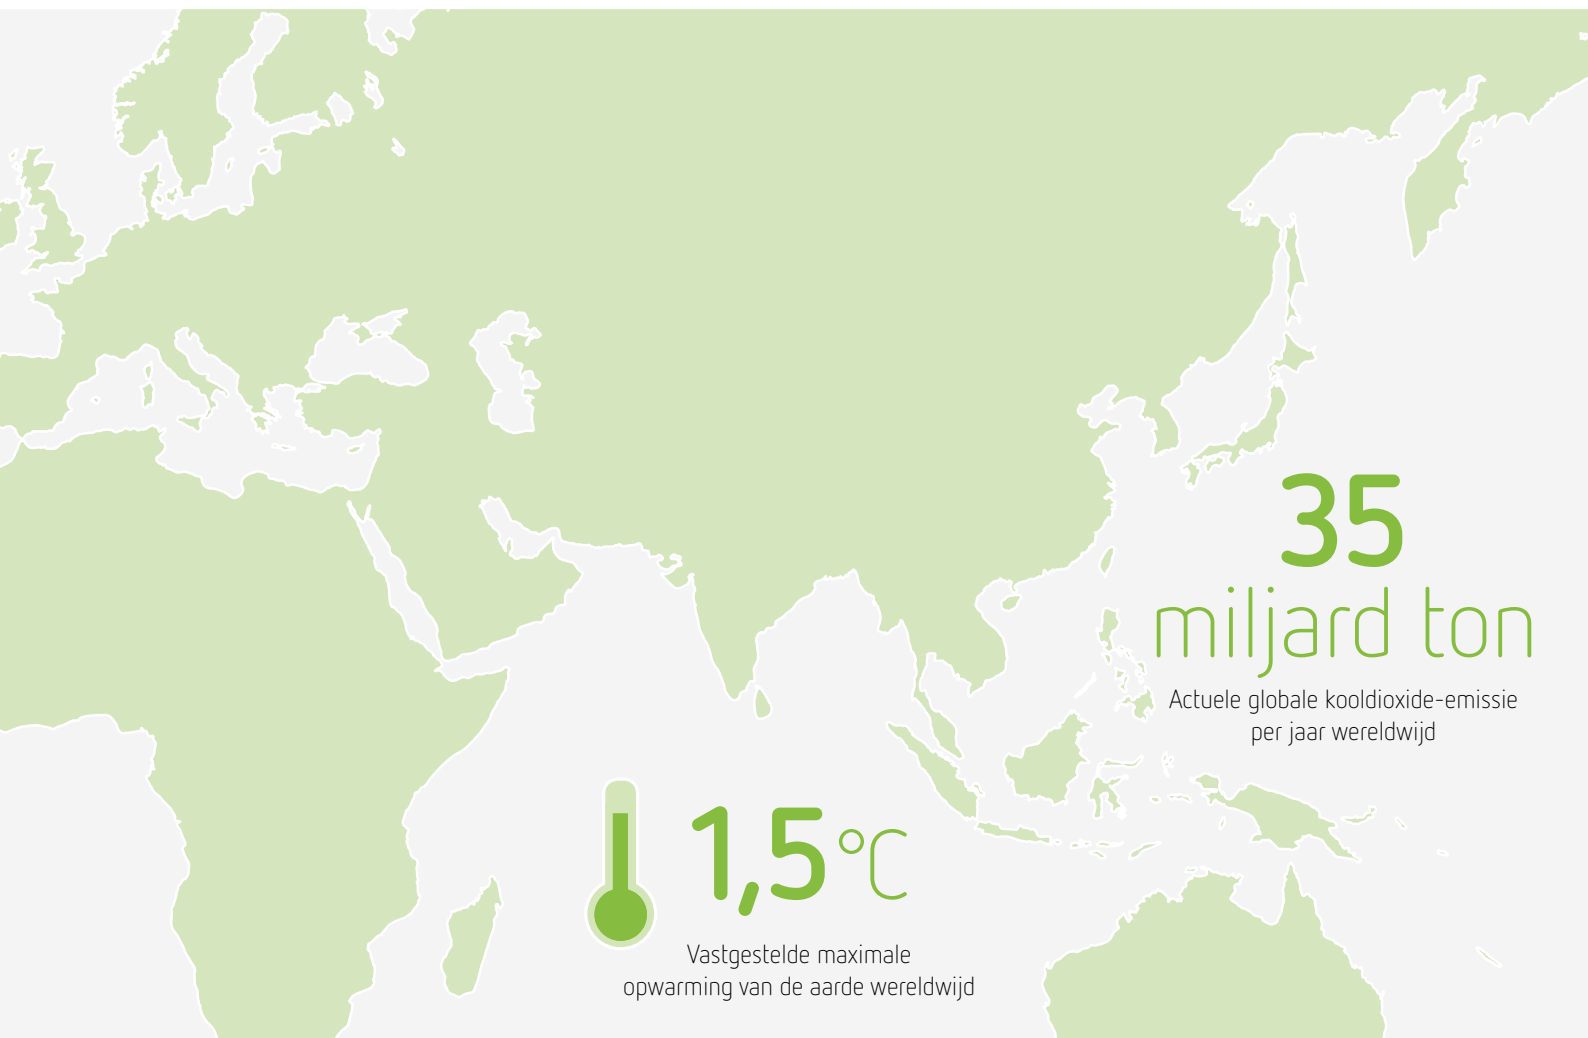 35
miljard ton
Actuele globale kooldioxide-emissie
per jaar wereldwijd
1,5 °C
Vastgestelde maximale
opwarming van de aarde wereldwijd